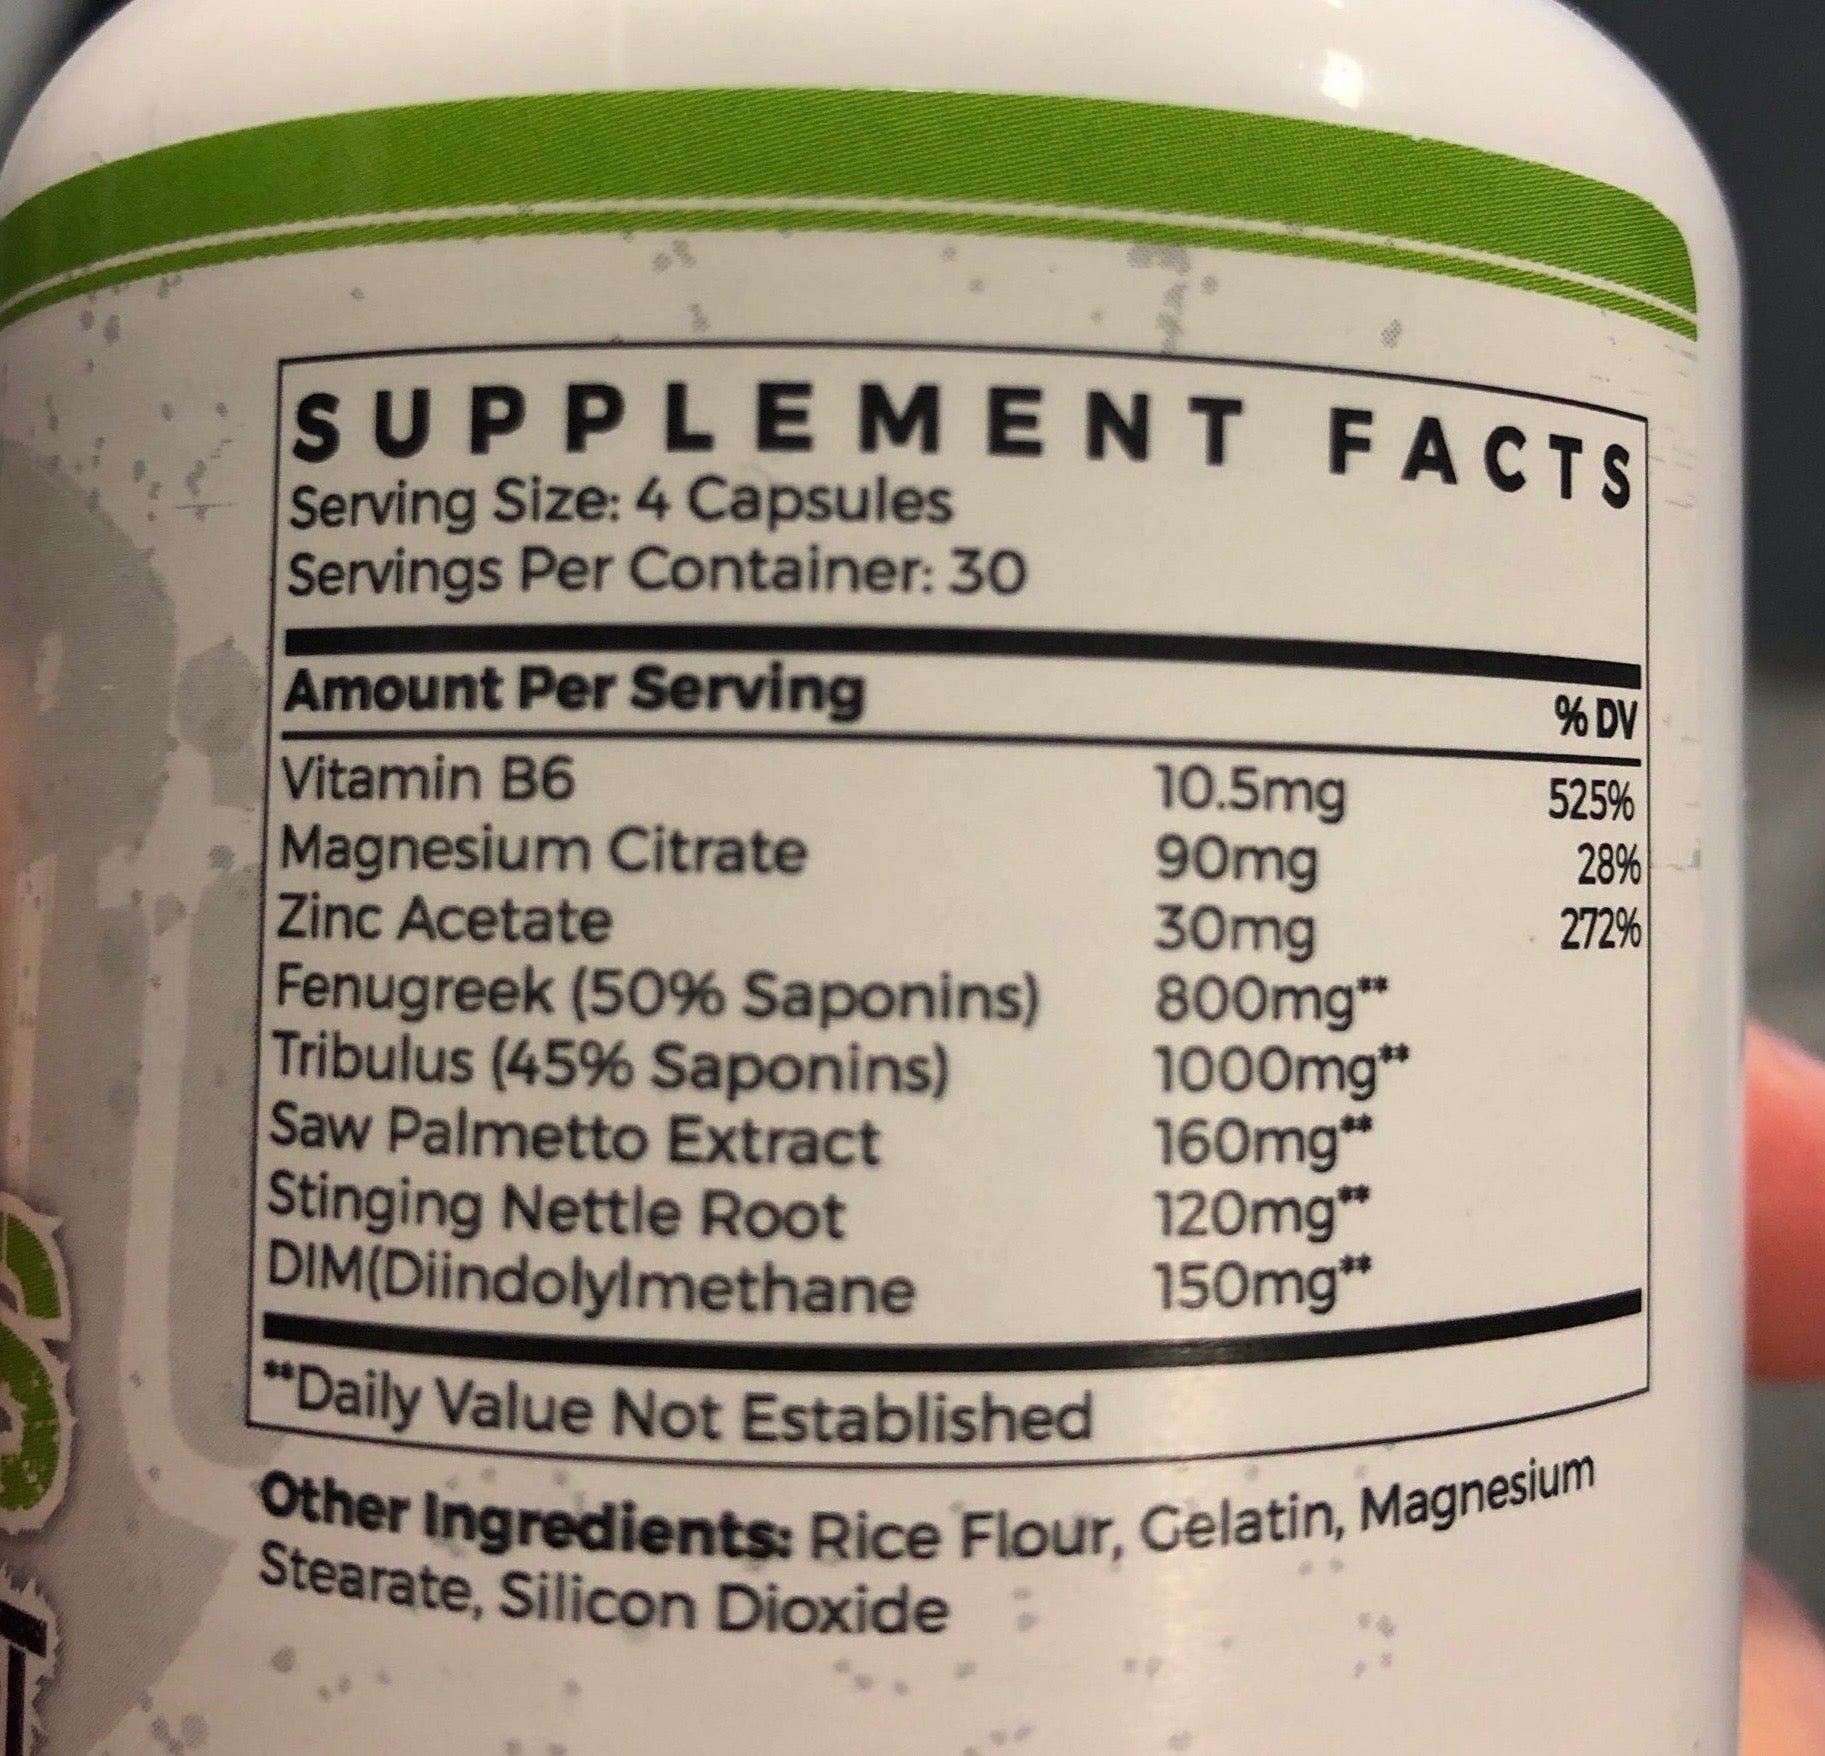 SUPPLEMENT FACTS
Serving Size: 4 Capsules
Servings Per Container: 30
Amount Per Serving % DV
Vitamin B6 10.5mg 525%
Magnesium Citrate 90mg 28%
Zinc Acetate 30mg 272%
Fenugreek (50% Saponins) 800mg**
Tribulus (45% Saponins) 1000mg**
Saw Palmetto Extract 160mg**
Stinging Nettle Root 120mg**
DIM(Diindolylmethane 150mg**
**Daily Value Not Established
Other Ingredients: Rice Flour, Gelatin, Magnesium
Stearate, Silicon Dioxide